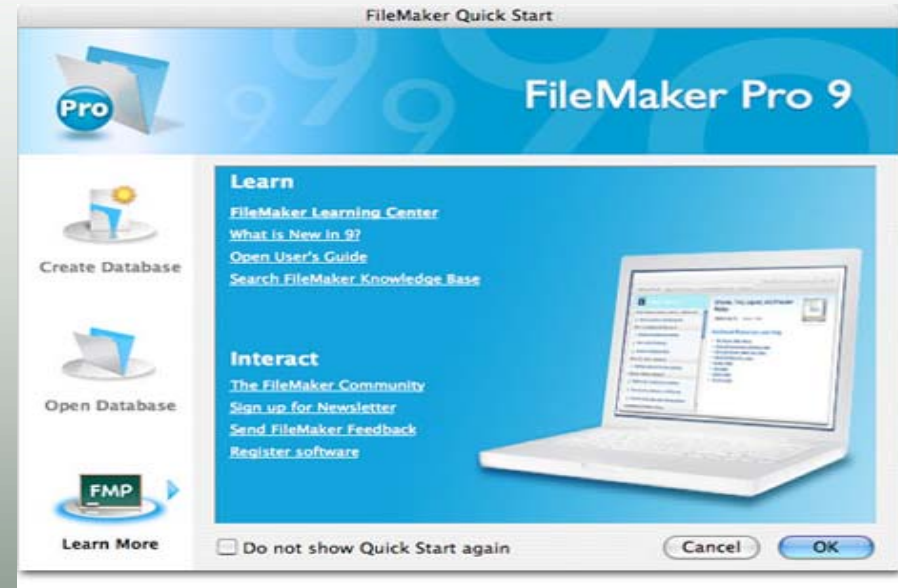 FileMaker Quick Start
Pro
FileMaker Pro 9
Create Database
Open Database
FMP
Learn More
Learn
FileMaker Learning Center
What is New in 9?
Open User's Guide
Search FileMaker Knowledge Base
Interact
The FileMaker Community
Sign up for Newsletter
Send FileMaker Feedback
Register software
Do not show Quick Start again
Cancel
OK